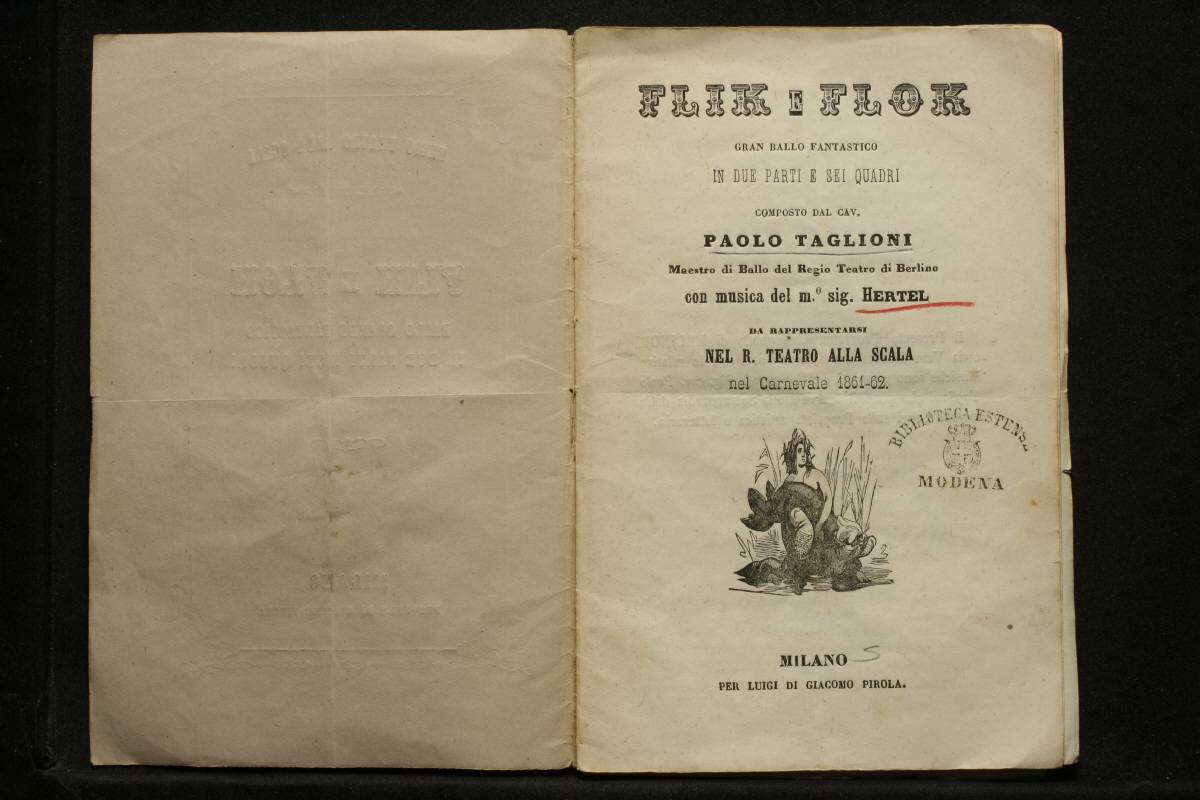 FLIK E FLOK
GRAN BALLO FANTASTICO
IN DUE PARTI E SEI QUADRI
COMPOSTO DAL CAV.
PAOLO TAGLIONI
Maestro di Ballo del Regio Teatro di Berlino
con musica del m.º sig. HERTEL
DA RAPPRESENTARSI
NEL R. TEATRO ALLA SCALA
nel Carnevale 1861-62.
BIBLIOTECA ESTENSE
MODENA
MILANO S
PER LUIGI DI GIACOMO PIROLA.